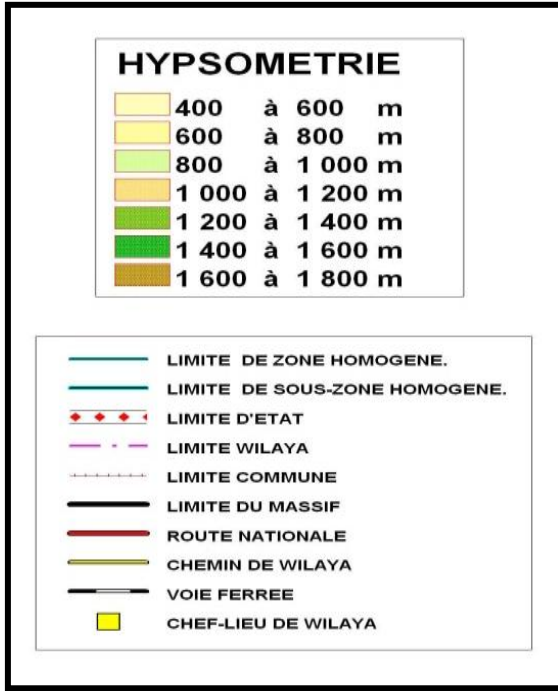 HYPSOMETRIE
400 à 600 m
600 à 800 m
800 à 1 000 m
1 000 à 1 200 m
1 200 à 1 400 m
1 400 à 1 600 m
1 600 à 1 800 m
LIMITE DE ZONE HOMOGENE.
LIMITE DE SOUS-ZONE HOMOGENE.
LIMITE D'ETAT
LIMITE WILAYA
LIMITE COMMUNE
LIMITE DU MASSIF
ROUTE NATIONALE
CHEMIN DE WILAYA
VOIE FERREE
CHEF-LIEU DE WILAYA